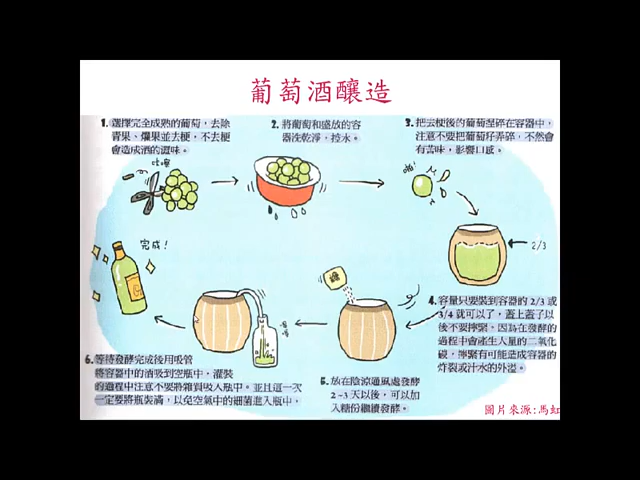 葡萄酒釀造
1. 選擇完全成熟的葡萄，去除
青果、爛果並去梗，不去梗
會造成酒的澀味。
2. 將葡萄和盛放的容
器洗乾淨，控水。
3. 把去梗後的葡萄捏碎在容器中，
注意不要把葡萄仔弄碎，不然會
有苦味，影響口感。
啪!
2/3
完成！
糖
4. 容量只要裝到容器的 2/3 或
3/4 就可以了，蓋上蓋子以
後不要擰緊。因為在發酵的
過程中會產生大量的二氧化
碳，擰緊有可能造成容器的
炸裂或汁水的外溢。
5. 放在陰涼通風處發酵
2~3 天以後，可以加
入糖份繼續發酵。
6. 等待發酵完成後用吸管
將容器中的酒吸到空瓶中，灌裝
的過程中注意不要將雜質吸入瓶中。並且這一次
一定要將瓶裝滿，以免空氣中的細菌進入瓶中，
圖片來源:馬虹